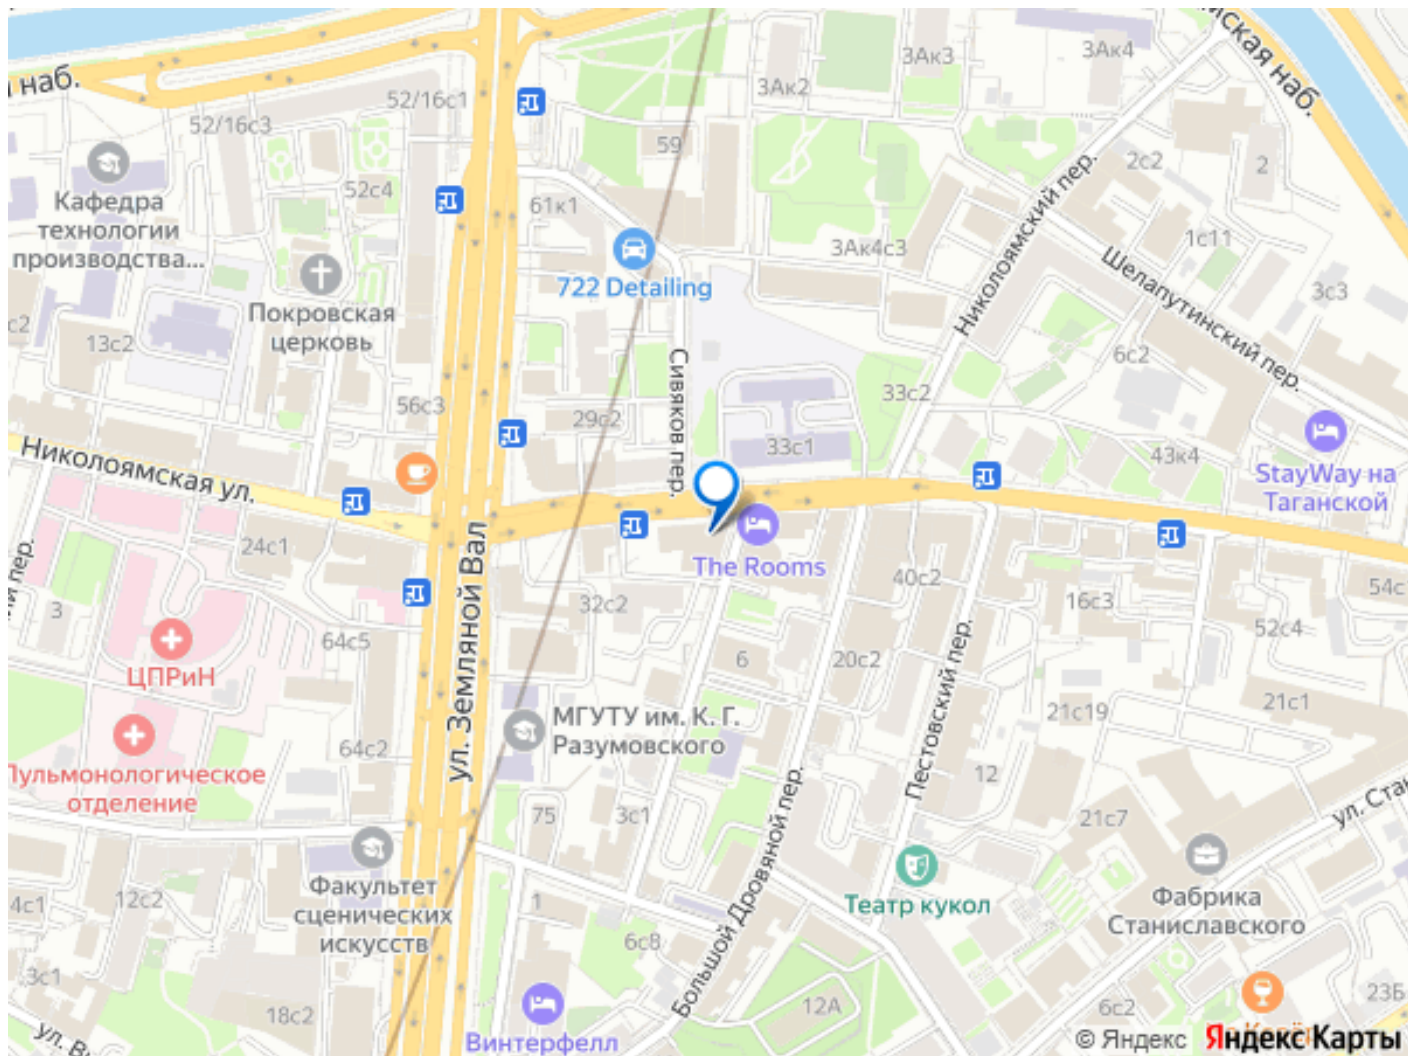 йская наб.
я наб.
52/16с1
3Ак3
3Ак4
3Ак2
52/16с3
59
Кафедра
технологии
производства...
52с4
61к1
2с2
2
Николоямский пер.
3Ак4с3
1с11
Шелапутинский пер.
722 Detailing
3с3
Покровская
церковь
с2
13с2
Сивяков пер.
6с2
56с3
29с2
33с2
33с1
43к4
StayWay на
Таганской
Николоямская ул.
24с1
The Rooms
ул. Земляной Вал
40с2
54с
16с3
3
32с2
52с4
64с5
ЦПРиН
6
20с2
Пестовский пер.
21с1
21с19
МГУТУ им. К. Г.
Разумовского
64с2
12
Пульмонологическое
отделение
75
3с1
21с7
ул. Стан
Большой Дровяной пер.
Факультет
сценических
искусств
4с1
12с2
1
Театр кукол
Фабрика
Станиславского
6с8
3с1
18с2
12А
6с2
23Б
Винтерфелл
© Яндекс Яндекс Карты